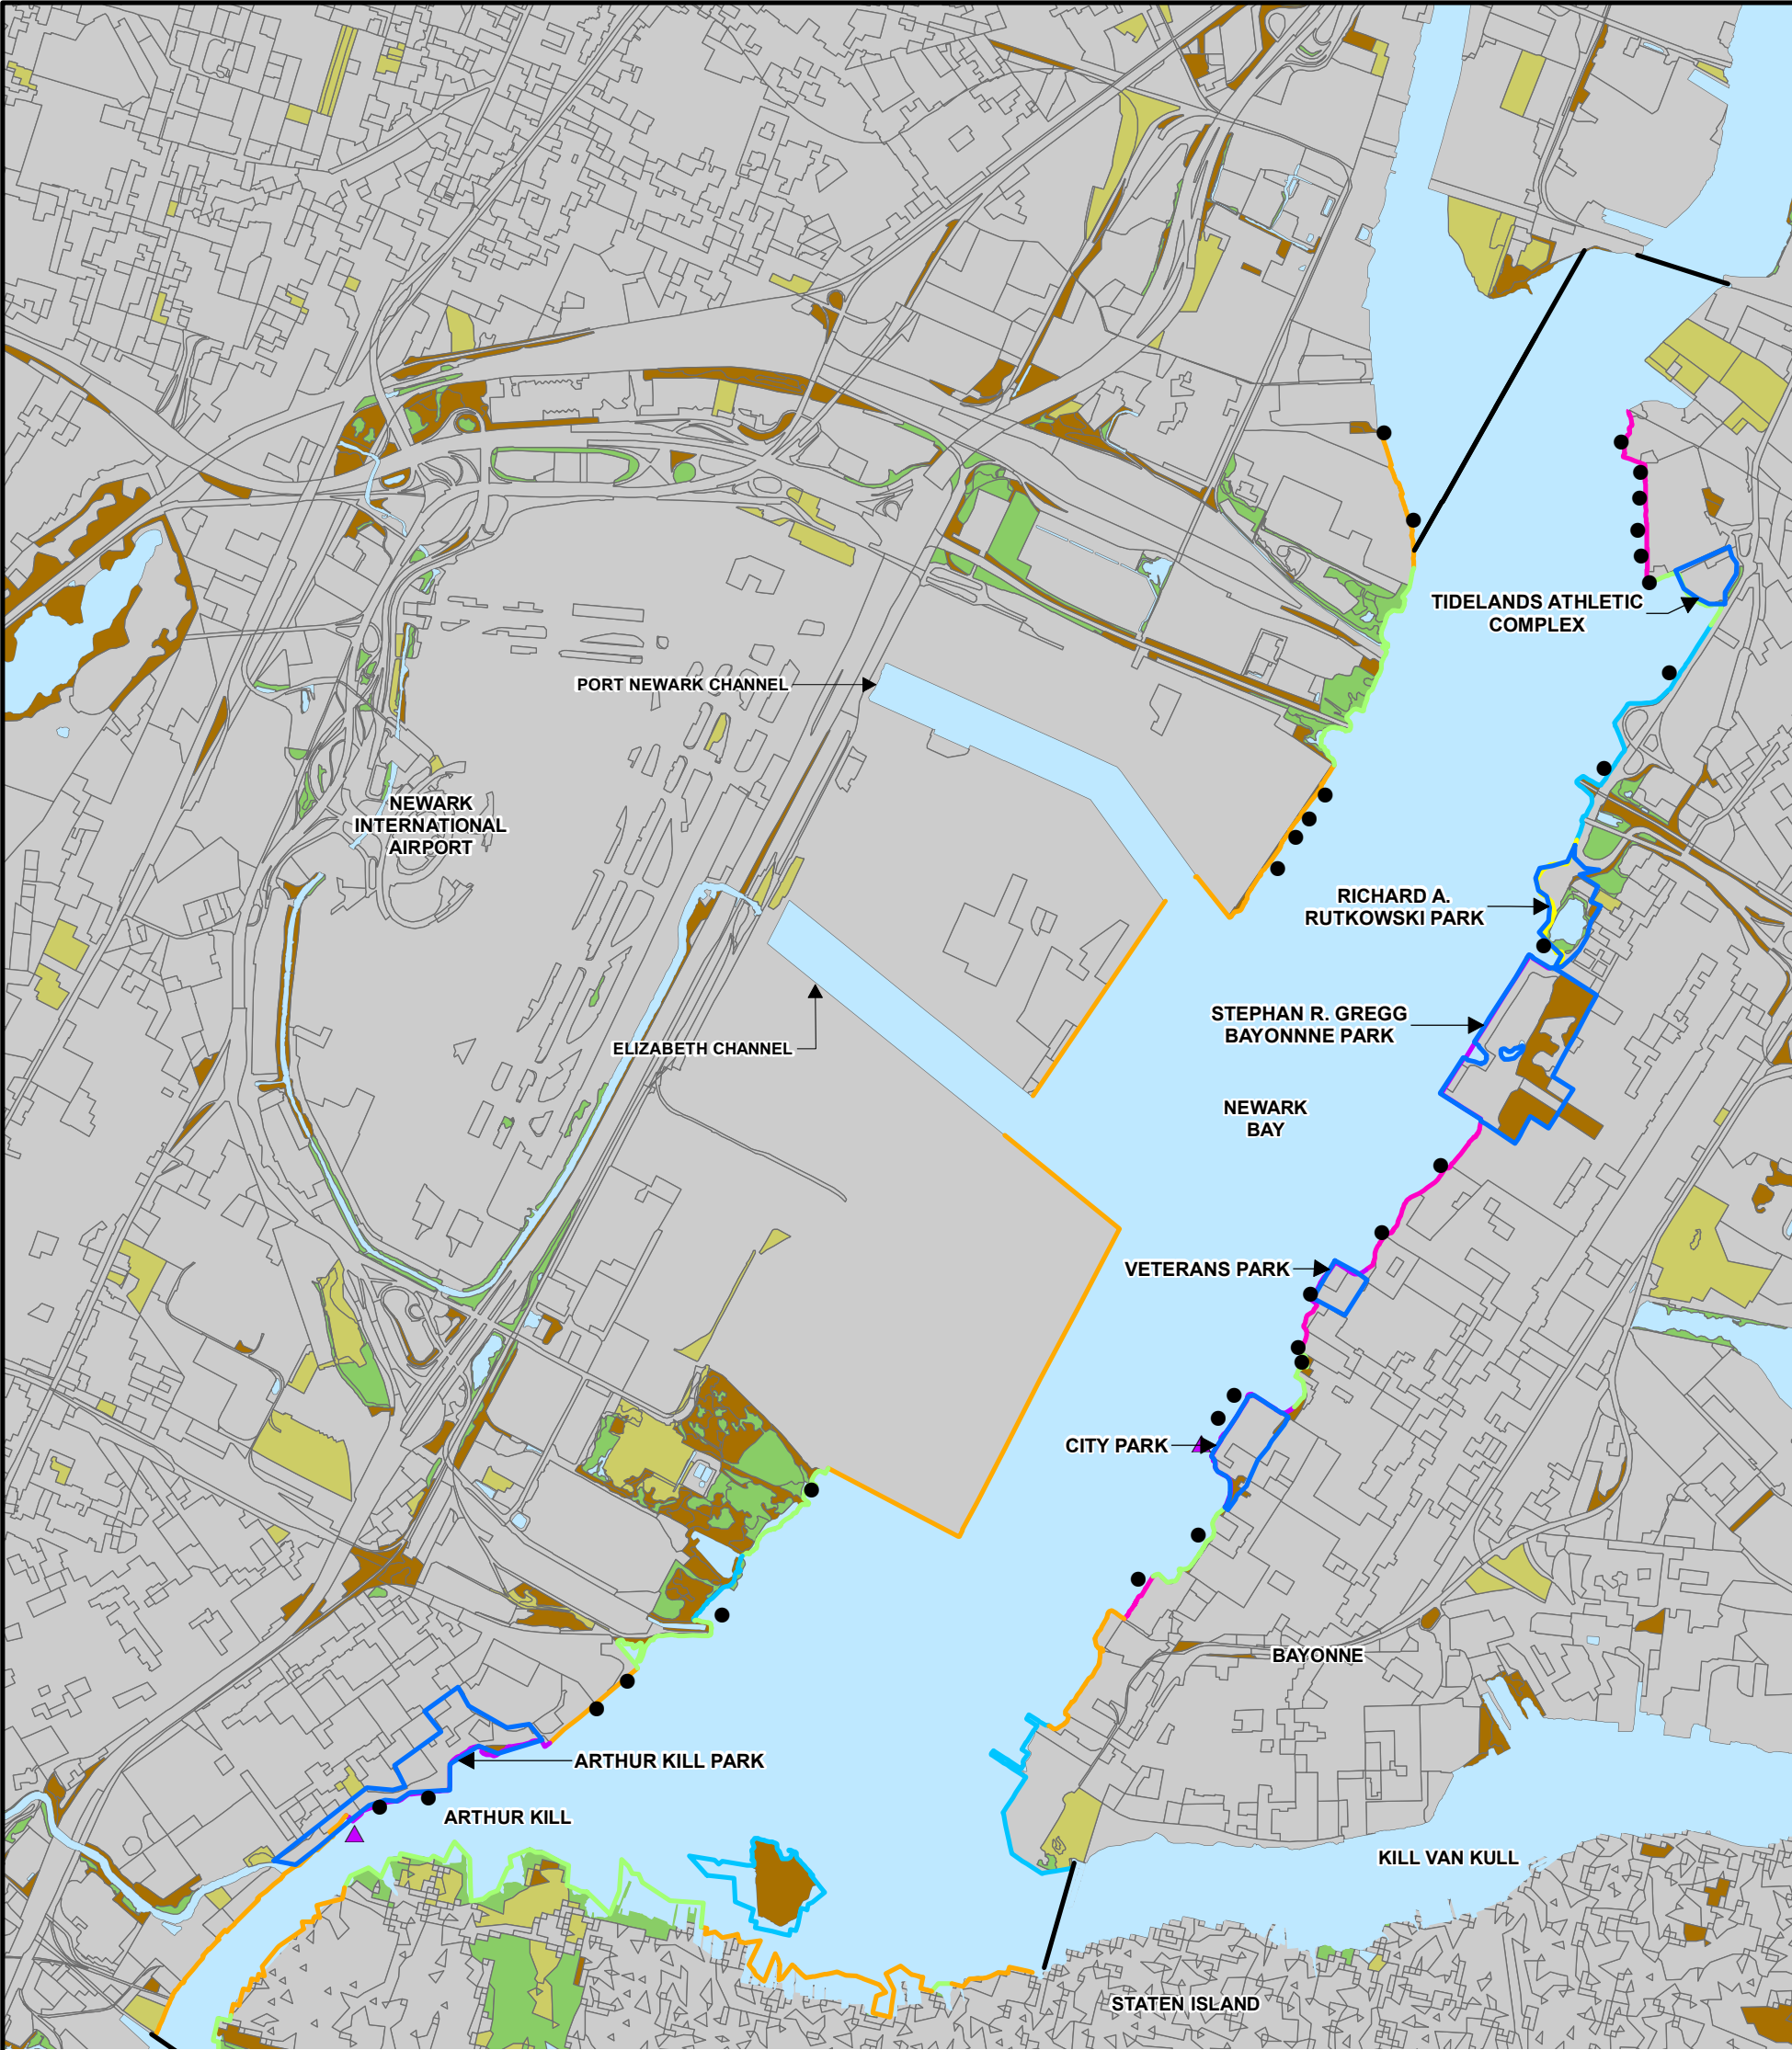 TIDELANDS ATHLETIC
COMPLEX
PORT NEWARK CHANNEL
NEWARK
INTERNATIONAL
AIRPORT
RICHARD A.
RUTKOWSKI PARK
STEPHAN R. GREGG
BAYONNNE PARK
ELIZABETH CHANNEL
NEWARK
BAY
VETERANS PARK
CITY PARK
BAYONNE
ARTHUR KILL PARK
ARTHUR KILL
KILL VAN KULL
STATEN ISLAND